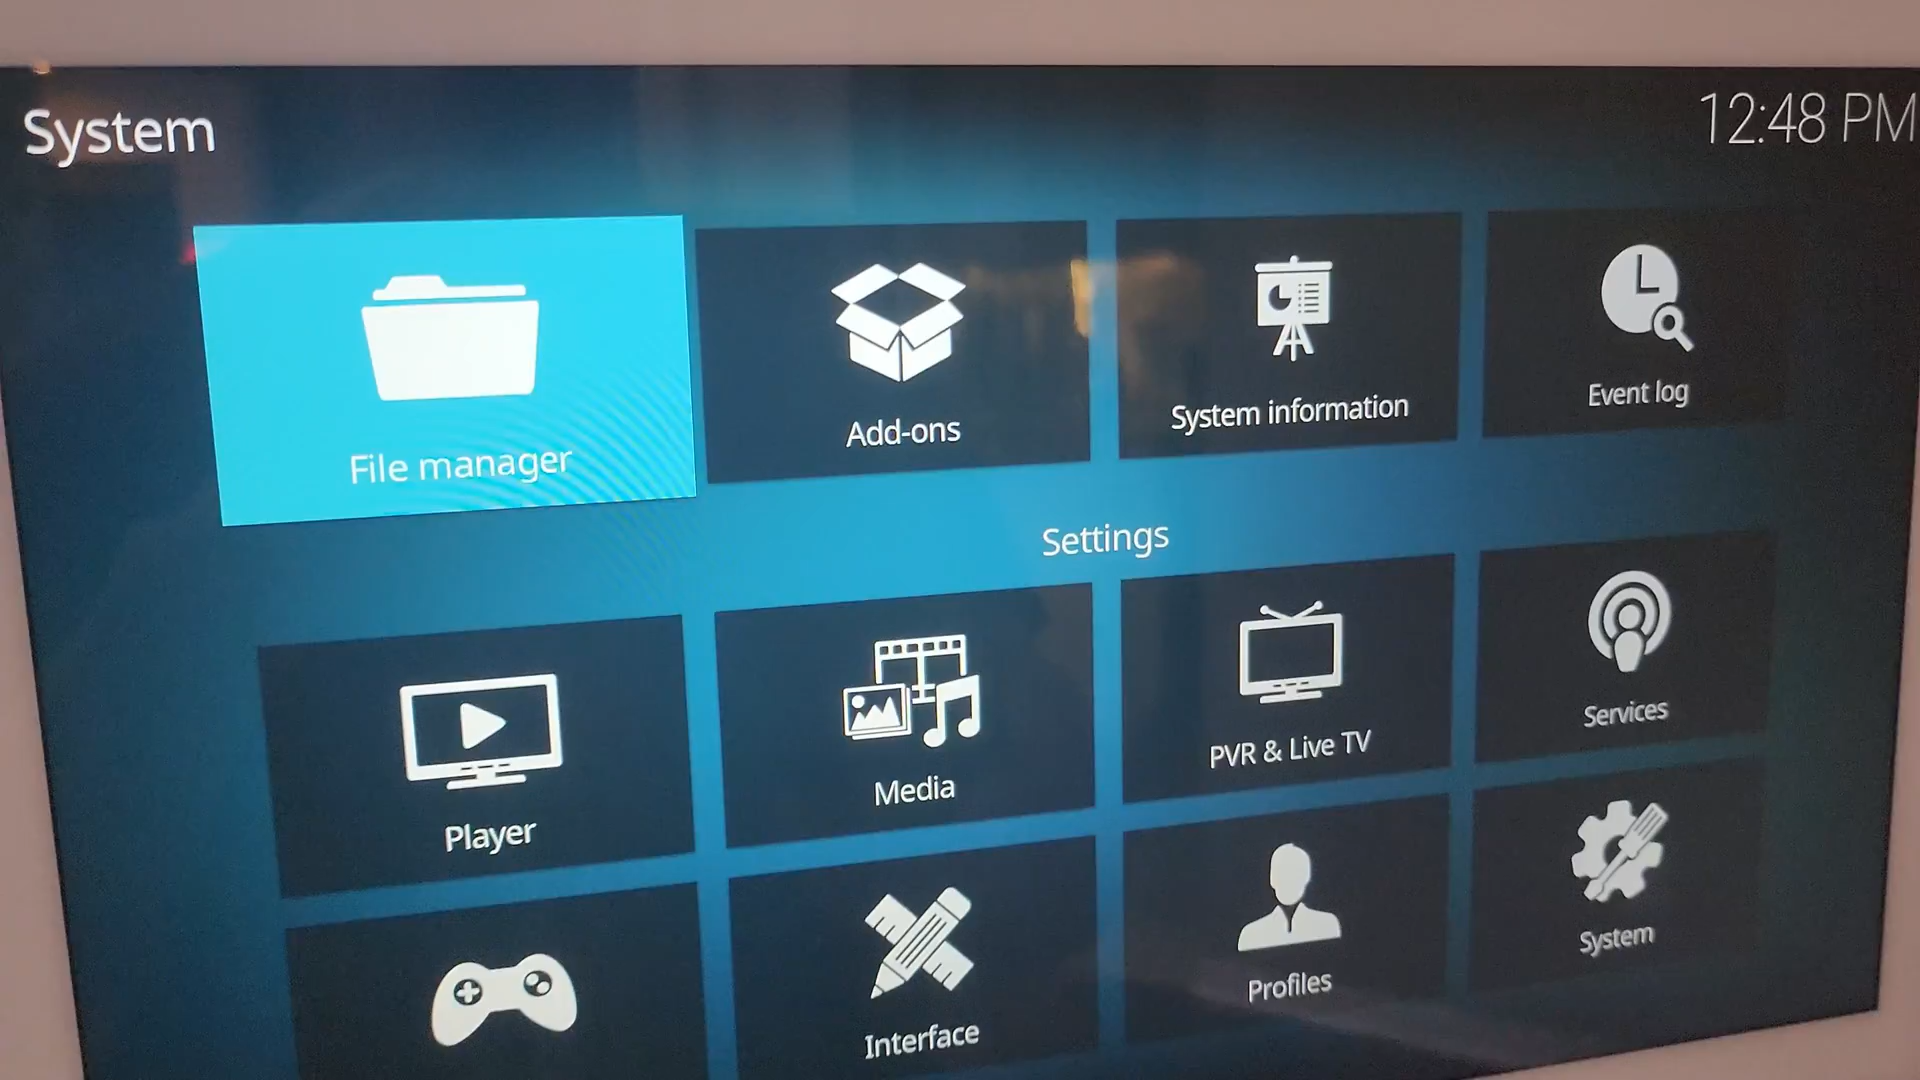 System
12:48 PM
File manager
Add-ons
System information
Event log
Settings
Player
Media
PVR & Live TV
Services
Interface
Profiles
System